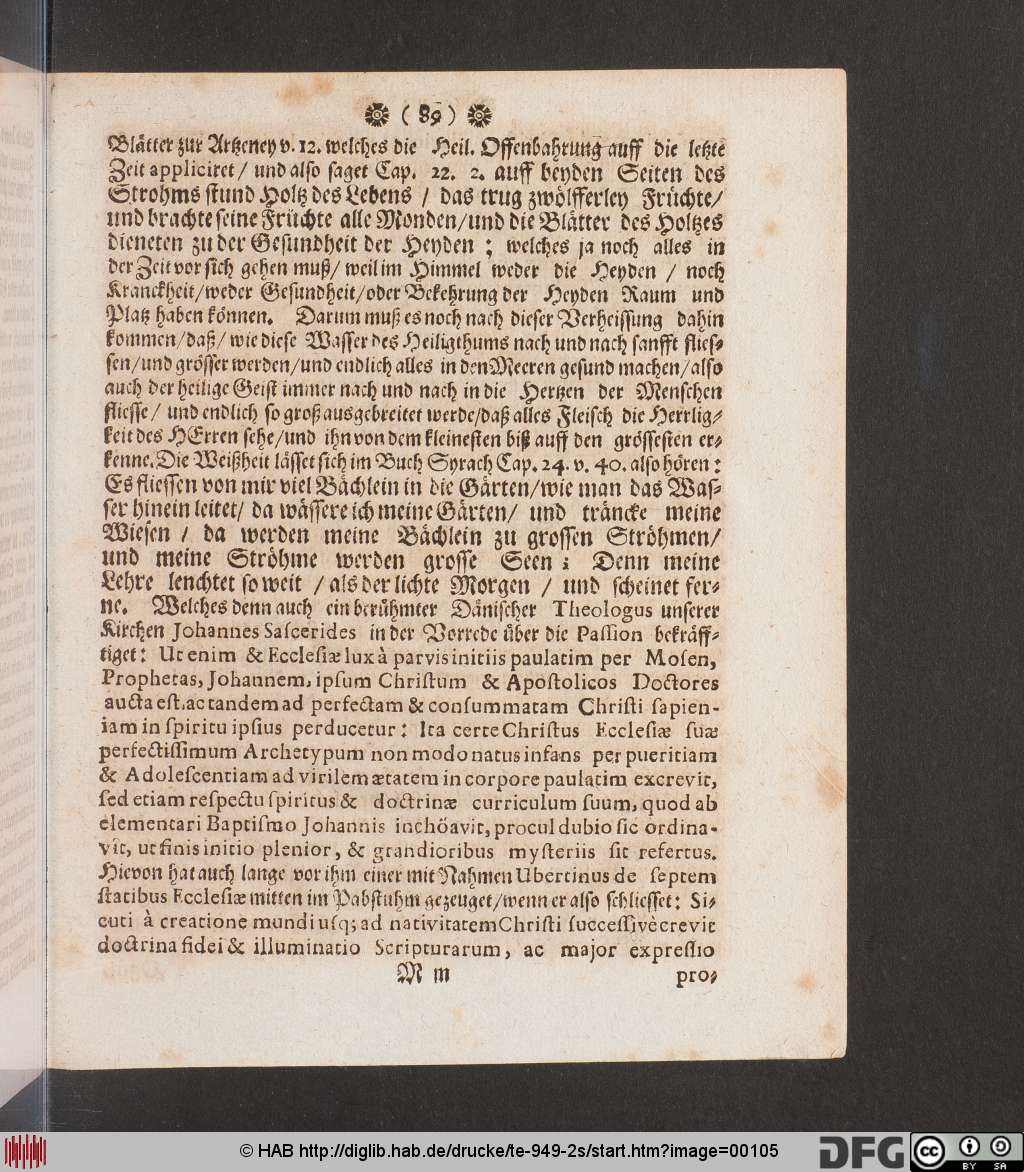 ( 89 )
Blätter zur Artzeney v. 12. welches die Heil. Offenbahrung auff die letzte
Zeit appliciret / und also saget Cap. 22. 2. auff beyden Seiten des
Strohms stund Holtz des Lebens / das trug zwölfferley Früchte/
und brachte seine Früchte alle Monden/und die Blätter des Holtzes
dieneten zu der Gesundheit der Heyden ; welches ja noch alles in
der Zeit vor sich gehen muß/ weil im Himmel weder die Heyden / noch
Kranckheit/weder Gesundheit/oder Bekehrung der Heyden Raum und
Platz haben können. Darum muß es noch nach dieser Verheissung dahin
kommen/daß/ wie diese Wasser des Heiligthums nach und nach sanfft flies-
sen/und grösser werden/und endlich alles in den Meeren gesund machen/also
auch der heilige Geist immer nach und nach in die Hertzen der Menschen
fliesse/ und endlich so groß ausgebreitet werde/daß alles Fleisch die Herrlig-
keit des HErren sehe/und ihn von dem kleinesten biß auff den grössesten er-
kenne. Die Weißheit lässet sich im Buch Syrach Cap. 24. v. 40. also hören:
Es fliessen von mir viel Bächlein in die Gärten/wie man das Was-
ser hinein leitet/ da wässere ich meine Gärten/ und träncke meine
Wiesen / da werden meine Bächlein zu grossen Ströhmen/
und meine Ströhme werden grosse Seen : Denn meine
Lehre lenchtet so weit / als der lichte Morgen / und scheinet fer-
ne. Welches denn auch ein berühmter Dänischer Theologus unserer
Kirchen Johannes Sascerides in der Vorrede über die Passion bekräff-
tiget: Ut enim & Ecclesiæ lux à parvis initiis paulatim per Mosen,
Prophetas, Johannem, ipsum Christum & Apostolicos Doctores
aucta est, ac tandem ad perfectam & consummatam Christi sapien-
iam in spiritu ipsius perducetur: Ita certe Christus Ecclesiæ suæ
perfectissimum Archetypum non modo natus infans per pueritiam
& Adolescentiam ad virilem ætatem in corpore paulatim excrevit,
sed etiam respectu spiritus & doctrinæ curriculum suum, quod ab
elementari Baptismo Johannis inchöavit, procul dubio sic ordina-
vit, ut finis initio plenior, & grandioribus mysteriis sit refertus.
Hievon hat auch lange vor ihm einer mit Nahmen Ubertinus de septem
statibus Ecclesiæ mitten im Pabstuhm gezeuget/wenn er also schliesset: Si-
cuti à creatione mundi usq; ad nativitatem Christi successivè crevit
doctrina fidei & illuminatio Scripturarum, ac major expressio
M m pro-
© HAB http://diglib.hab.de/drucke/te-949-2s/start.htm?image=00105
DFG cc BY SA